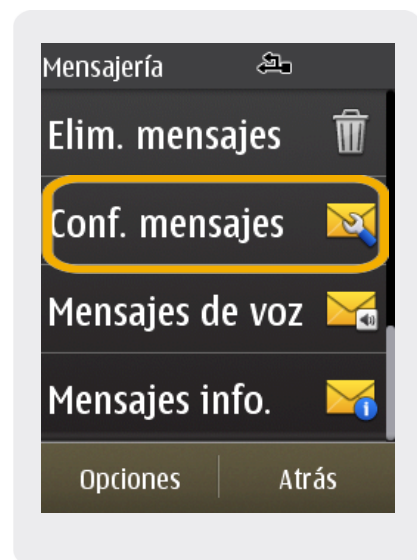 Mensajería
Elim. mensajes
Conf. mensajes
Mensajes de voz
Mensajes info.
Opciones Atrás